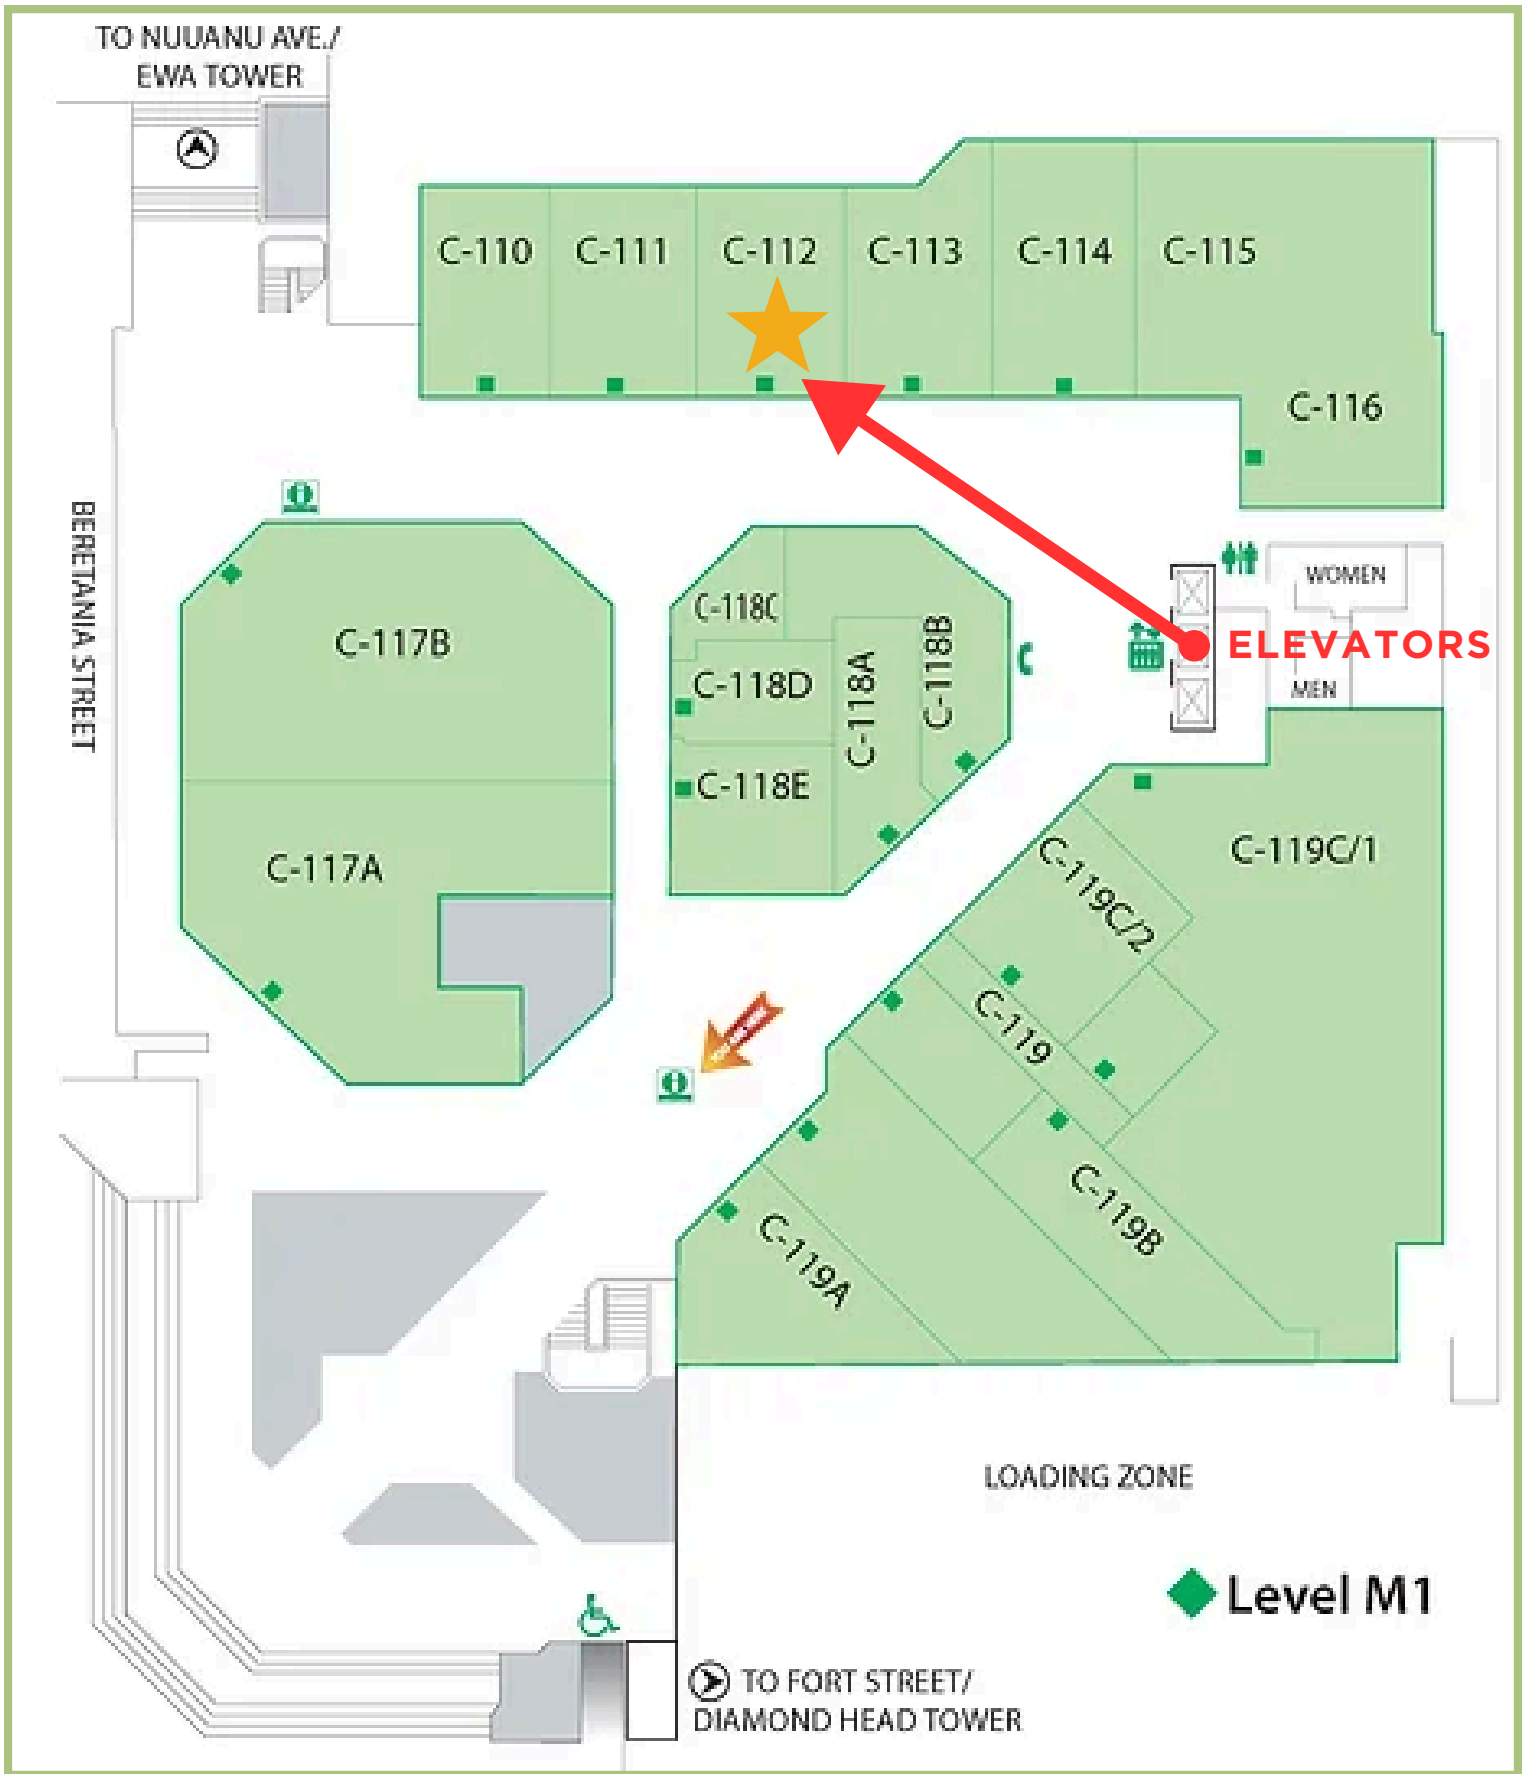 TO NUUANU AVE./
EWA TOWER
C-110
C-111
C-112
C-113
C-114
C-115
C-116
BERETANIA STREET
C-117B
C-117A
C-118C
C-118D
C-118E
C-118A
C-118B
WOMEN
ELEVATORS
MEN
C-119C/1
C-119C/2
C-119
C-119B
C-119A
LOADING ZONE
Level M1
TO FORT STREET/
DIAMOND HEAD TOWER